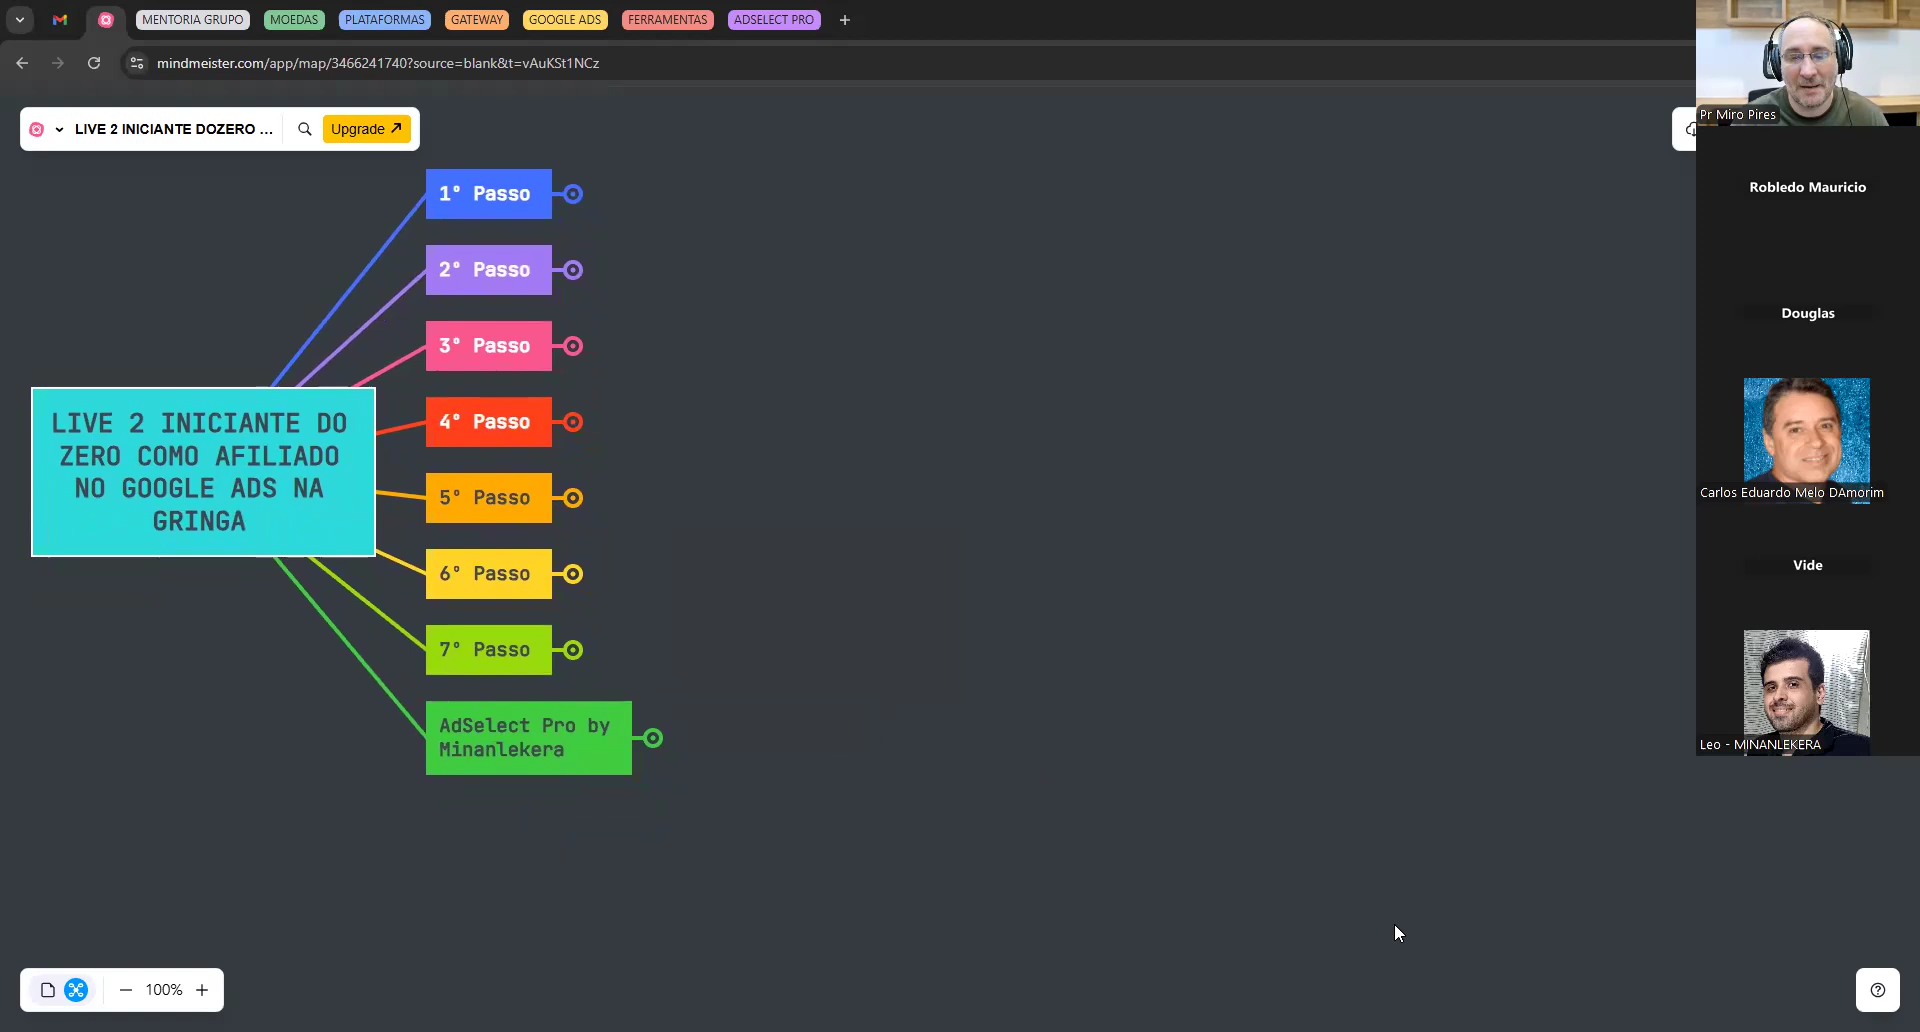 MENTORIA GRUPO
MOEDAS
PLATAFORMAS
GATEWAY
GOOGLE ADS
FERRAMENTAS
ADSELECT PRO
mindmeister.com/app/map/3466241740?source=blank&t=vAuKSt1NCz
LIVE 2 INICIANTE DOZERO ...
Upgrade
1° Passo
2° Passo
3° Passo
4° Passo
5° Passo
6° Passo
7° Passo
AdSelect Pro by
Minanlekera
LIVE 2 INICIANTE DO
ZERO COMO AFILIADO
NO GOOGLE ADS NA
GRINGA
100%
Pr Miro Pires
Robledo Mauricio
Douglas
Carlos Eduardo Melo DAmorim
Vide
Leo - MINANLEKERA